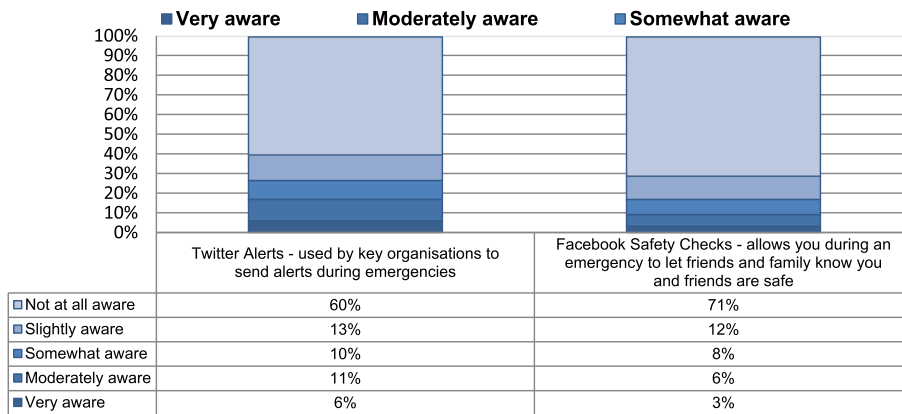 Very aware Moderately aware Somewhat aware
100%
90%
80%
70%
60%
50%
40%
30%
20%
10%
0%
Twitter Alerts - used by key organisations to
send alerts during emergencies
Facebook Safety Checks - allows you during an
emergency to let friends and family know you
and friends are safe
Not at all aware 60% 71%
Slightly aware 13% 12%
Somewhat aware 10% 8%
Moderately aware 11% 6%
Very aware 6% 3%